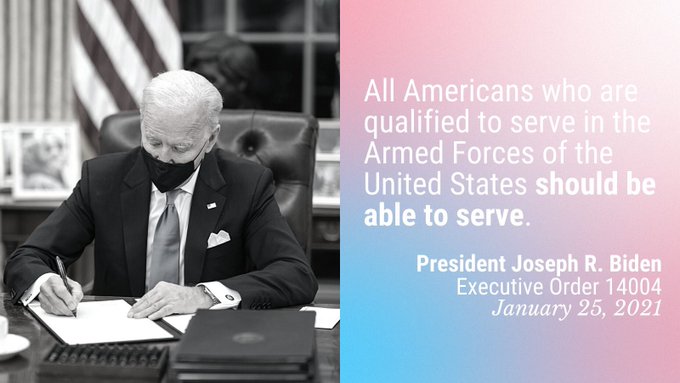 All Americans who are
qualified to serve in the
Armed Forces of the
United States should be
able to serve.
President Joseph R. Biden
Executive Order 14004
January 25, 2021